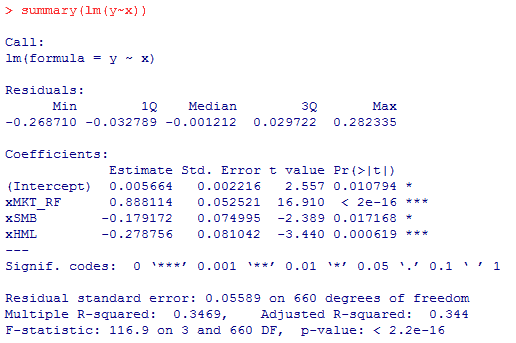 > summary(lm(y~x))
Call:
lm(formula = y ~ x)
Residuals:
Min 1Q Median 3Q Max
-0.268710 -0.032789 -0.001212 0.029722 0.282335
Coefficients:
Estimate Std. Error t value Pr(>|t|)
(Intercept) 0.005664 0.002216 2.557 0.010794 *
xMKT_RF 0.888114 0.052521 16.910 < 2e-16 ***
xSMB -0.179172 0.074995 -2.389 0.017168 *
xHML -0.278756 0.081042 -3.440 0.000619 ***
---
Signif. codes: 0 ‘***’ 0.001 ‘**’ 0.01 ‘*’ 0.05 ‘.’ 0.1 ‘ ’ 1
Residual standard error: 0.05589 on 660 degrees of freedom
Multiple R-squared: 0.3469, Adjusted R-squared: 0.344
F-statistic: 116.9 on 3 and 660 DF, p-value: < 2.2e-16